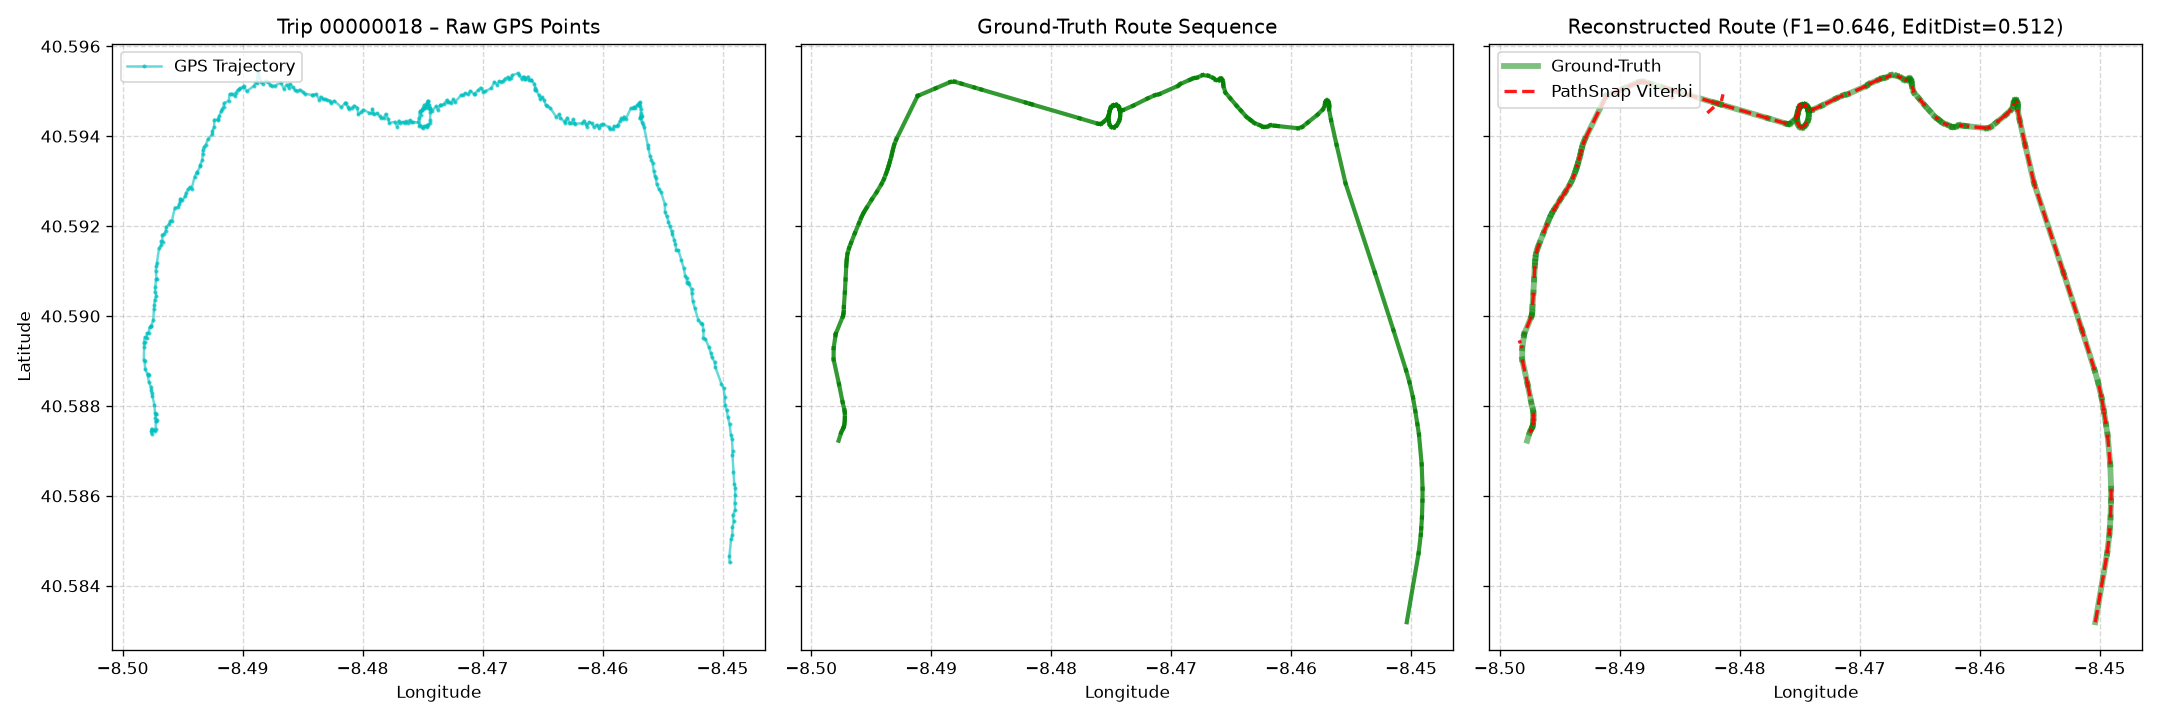 Trip 00000018 – Raw GPS Points
GPS Trajectory
40.596
40.594
40.592
40.590
40.588
40.586
40.584
Latitude
−8.50 −8.49 −8.48 −8.47 −8.46 −8.45
Longitude
Ground-Truth Route Sequence
−8.50 −8.49 −8.48 −8.47 −8.46 −8.45
Longitude
Reconstructed Route (F1=0.646, EditDist=0.512)
Ground-Truth
PathSnap Viterbi
−8.50 −8.49 −8.48 −8.47 −8.46 −8.45
Longitude